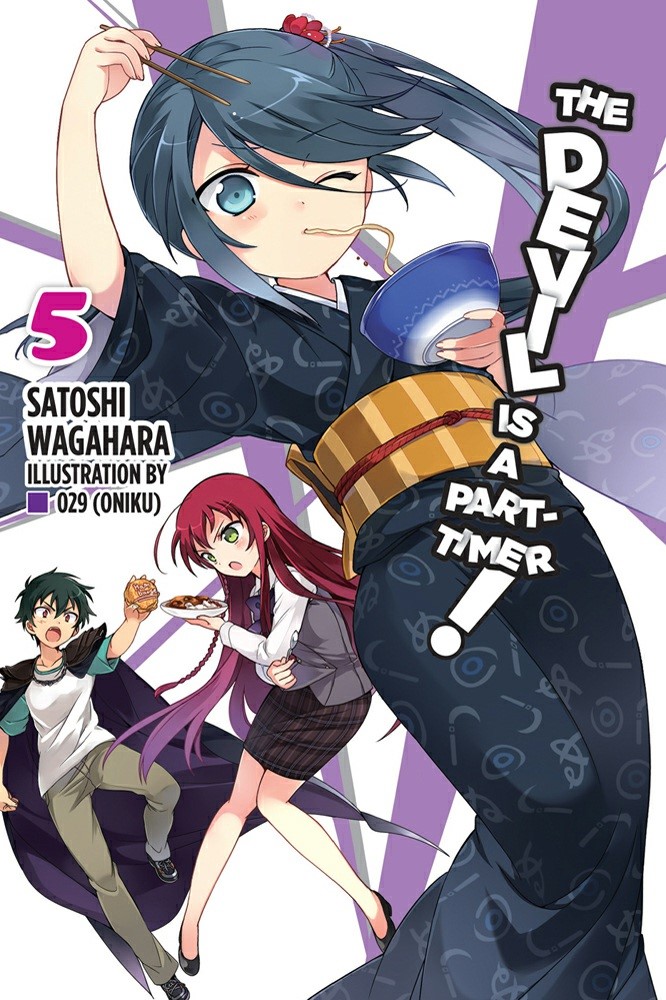 THE
DEVIL
IS
A
PART-
TIMER
!
5
SATOSHI
WAGAHARA
ILLUSTRATION BY
029 (ONIKU)